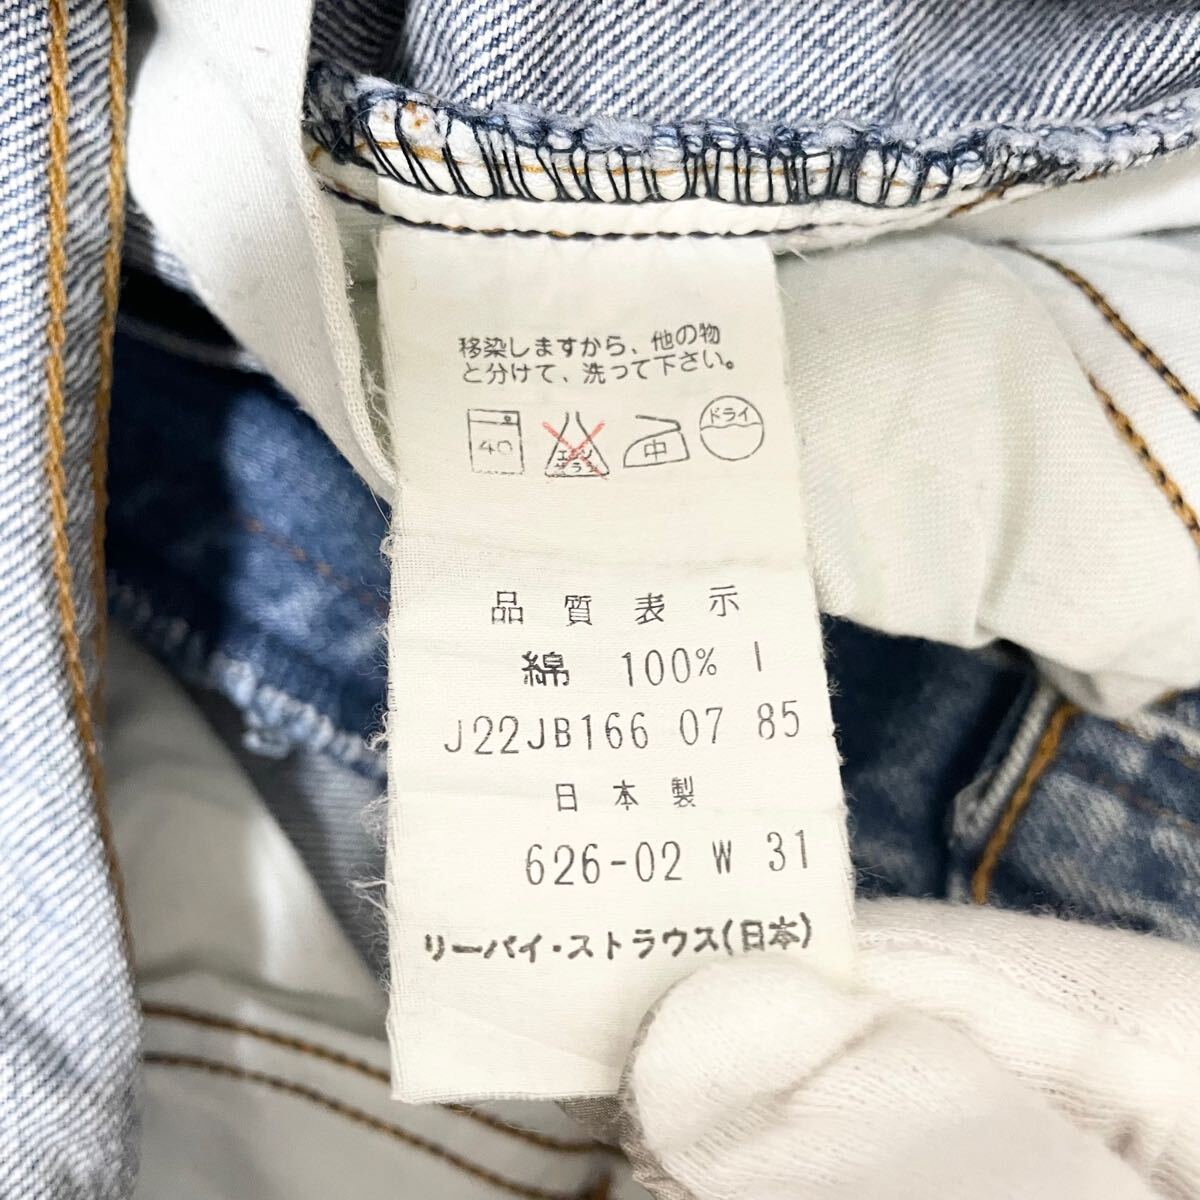 移染しますから、他の物
と分けて、洗って下さい。
40 エンソサラシ 中 ドライ
品質表示
綿 100% I
J22JB166 07 85
日本製
626-02 W 31
リーバイ・ストラウス(日本)